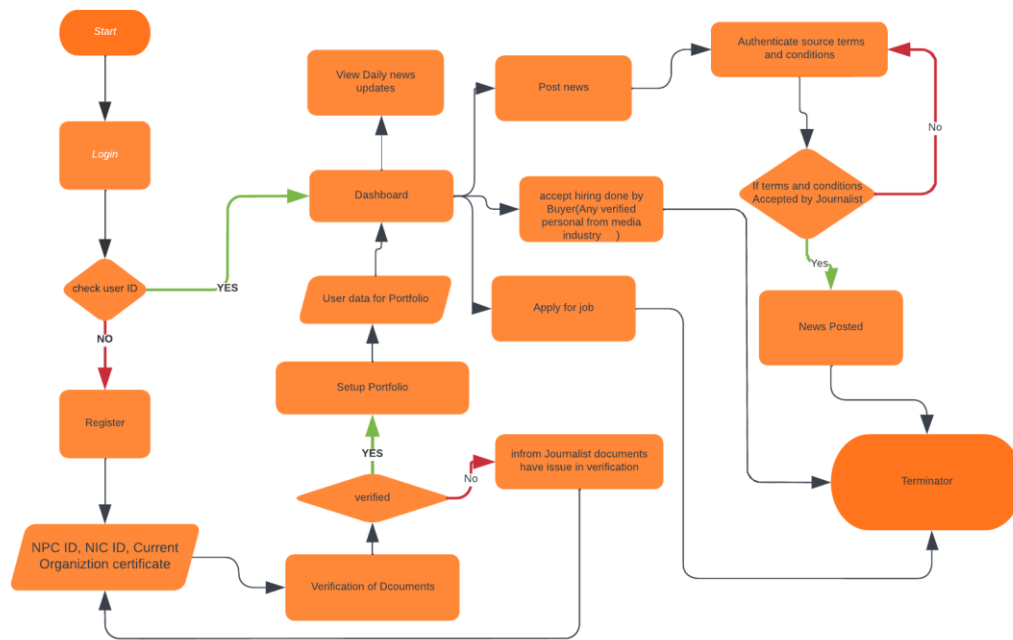 Start
Login
check user ID
YES
NO
Register
NPC ID, NIC ID, Current
Organiztion certificate
Verification of Dcouments
verified
YES
No
infrom Journalist documents
have issue in verification
Setup Portfolio
User data for Portfolio
Dashboard
View Daily news
updates
Post news
accept hiring done by
Buyer(Any verified
personal from media
industry )
Apply for job
Authenticate source terms
and conditions
If terms and conditions
Accepted by Journalist
No
Yes
News Posted
Terminator